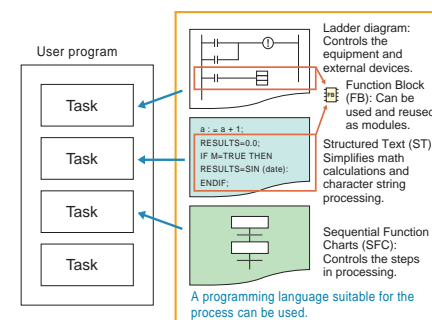 User program
Task
Task
Task
Task
Ladder diagram:
Controls the
equipment and
external devices.
FB
Function Block
(FB): Can be
used and reused
as modules.
a : = a + 1;
RESULTS=0.0;
IF M=TRUE THEN
RESULTS=SIN (date):
ENDIF;
Structured Text (ST)
Simplifies math
calculations and
character string
processing.
Sequential Function
Charts (SFC):
Controls the steps
in processing.
A programming language suitable for the
process can be used.